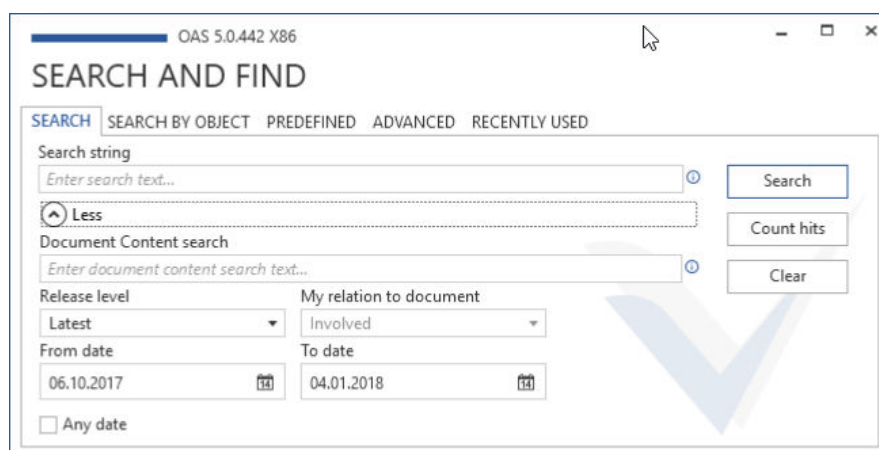 OAS 5.0.442 X86
SEARCH AND FIND
SEARCH SEARCH BY OBJECT PREDEFINED ADVANCED RECENTLY USED
Search string
Enter search text...
Search
Less
Count hits
Document Content search
Enter document content search text...
Clear
Release level My relation to document
Latest Involved
From date To date
06.10.2017 14 04.01.2018 14
Any date